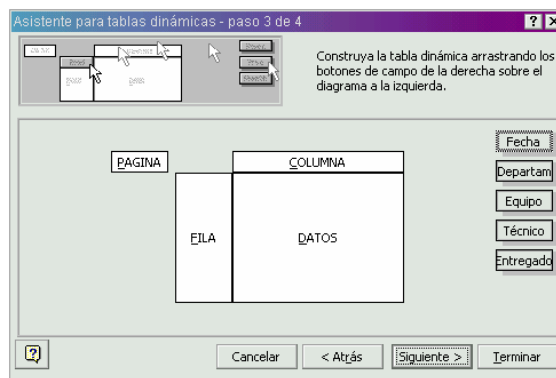 Asistente para tablas dinámicas - paso 3 de 4
Construya la tabla dinámica arrastrando los
botones de campo de la derecha sobre el
diagrama a la izquierda.
PAGINA
COLUMNA
FILA
DATOS
Fecha
Departam
Equipo
Técnico
Entregado
Cancelar
< Atrás
Siguiente >
Terminar